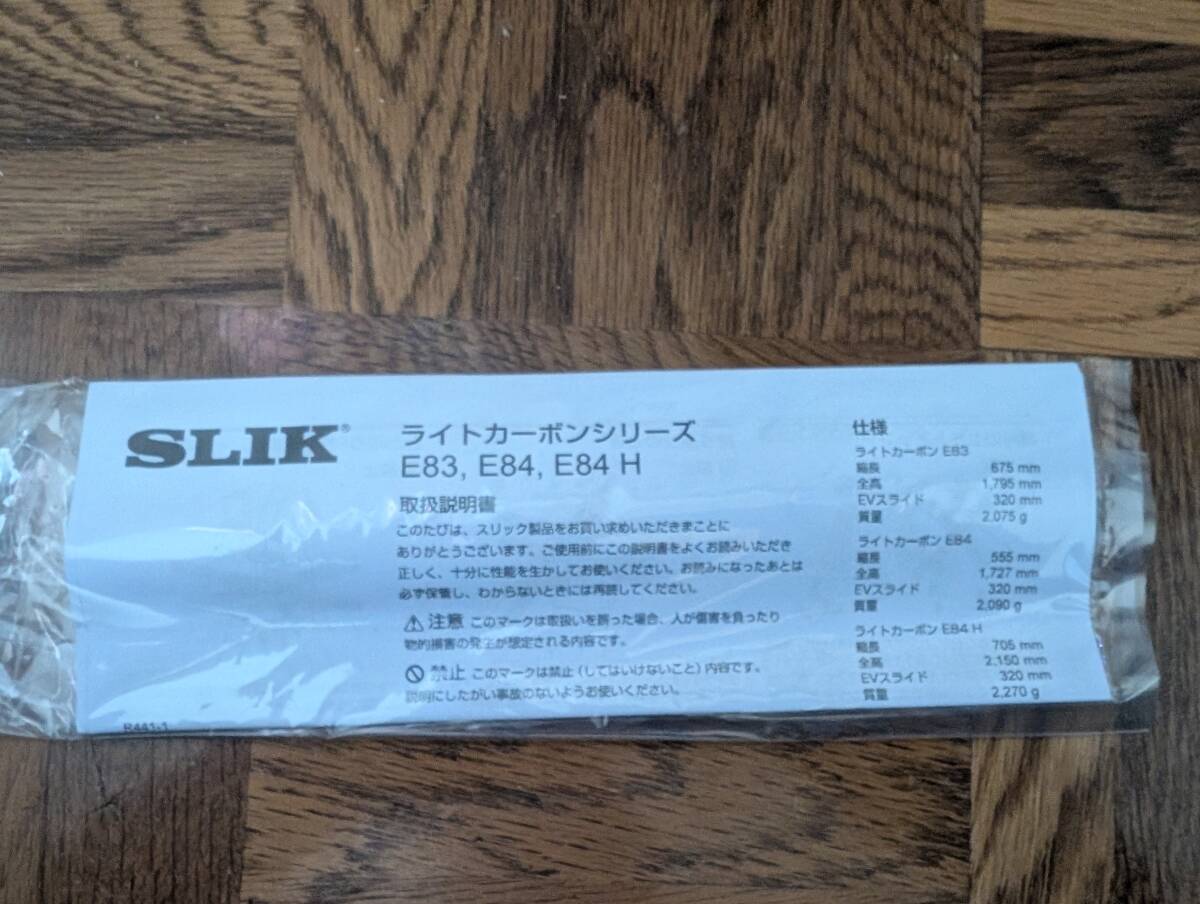 SLIK®
ライトカーボンシリーズ
E83, E84, E84 H
取扱説明書
このたびは、スリック製品をお買い求めいただきまことに
ありがとうございます。ご使用前にこの説明書をよくお読みいただき
正しく、十分に性能を生かしてお使いください。お読みになったあとは
必ず保管し、わからないときには再読してください。
⚠ 注意 このマークは取扱いを誤った場合、人が傷害を負ったり
物的損害の発生が想定される内容です。
🚫 禁止 このマークは禁止（してはいけないこと）内容です。
説明にしたがい事故のないようお使いください。
R441-1
仕様
ライトカーボン E83
縮長 675 mm
全高 1,795 mm
EVスライド 320 mm
質量 2,075 g
ライトカーボン E84
縮長 555 mm
全高 1,727 mm
EVスライド 320 mm
質量 2,090 g
ライトカーボン E84 H
縮長 705 mm
全高 2,150 mm
EVスライド 320 mm
質量 2,270 g